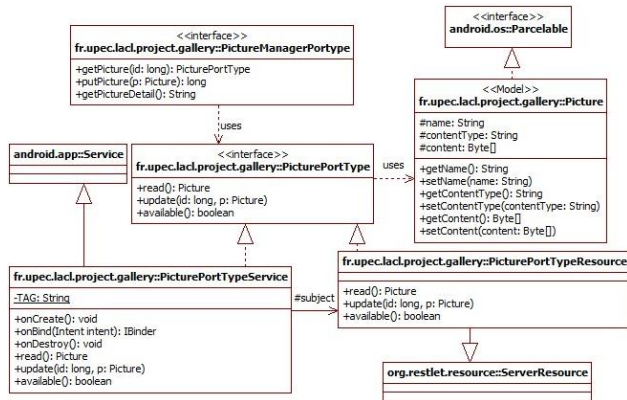 <<interface>>
fr.upec.lacl.project.gallery::PictureManagerPortype
+getPicture(id: long): PicturePortType
+putPicture(p: Picture): long
+getPictureDetail(): String
<<interface>>
android.os::Parcelable
uses
<<Model>>
fr.upec.lacl.project.gallery::Picture
#name: String
#contentType: String
#content: Byte[]
+getName(): String
+setName(name: String)
+getContentType(): String
+setContentType(contentType: String)
+getContent(): Byte[]
+setContent(content: Byte[])
android.app::Service
<<interface>>
fr.upec.lacl.project.gallery::PicturePortType
+read(): Picture
+update(id: long, p: Picture)
+available(): boolean
uses
fr.upec.lacl.project.gallery::PicturePortTypeService
-TAG: String
+onCreate(): void
+onBind(Intent intent): IBinder
+onDestroy(): void
+read(): Picture
+update(id: long, p: Picture)
+available(): boolean
#subject
fr.upec.lacl.project.gallery::PicturePortTypeResource
+read(): Picture
+update(id: long, p: Picture)
+available(): boolean
org.restlet.resource::ServerResource